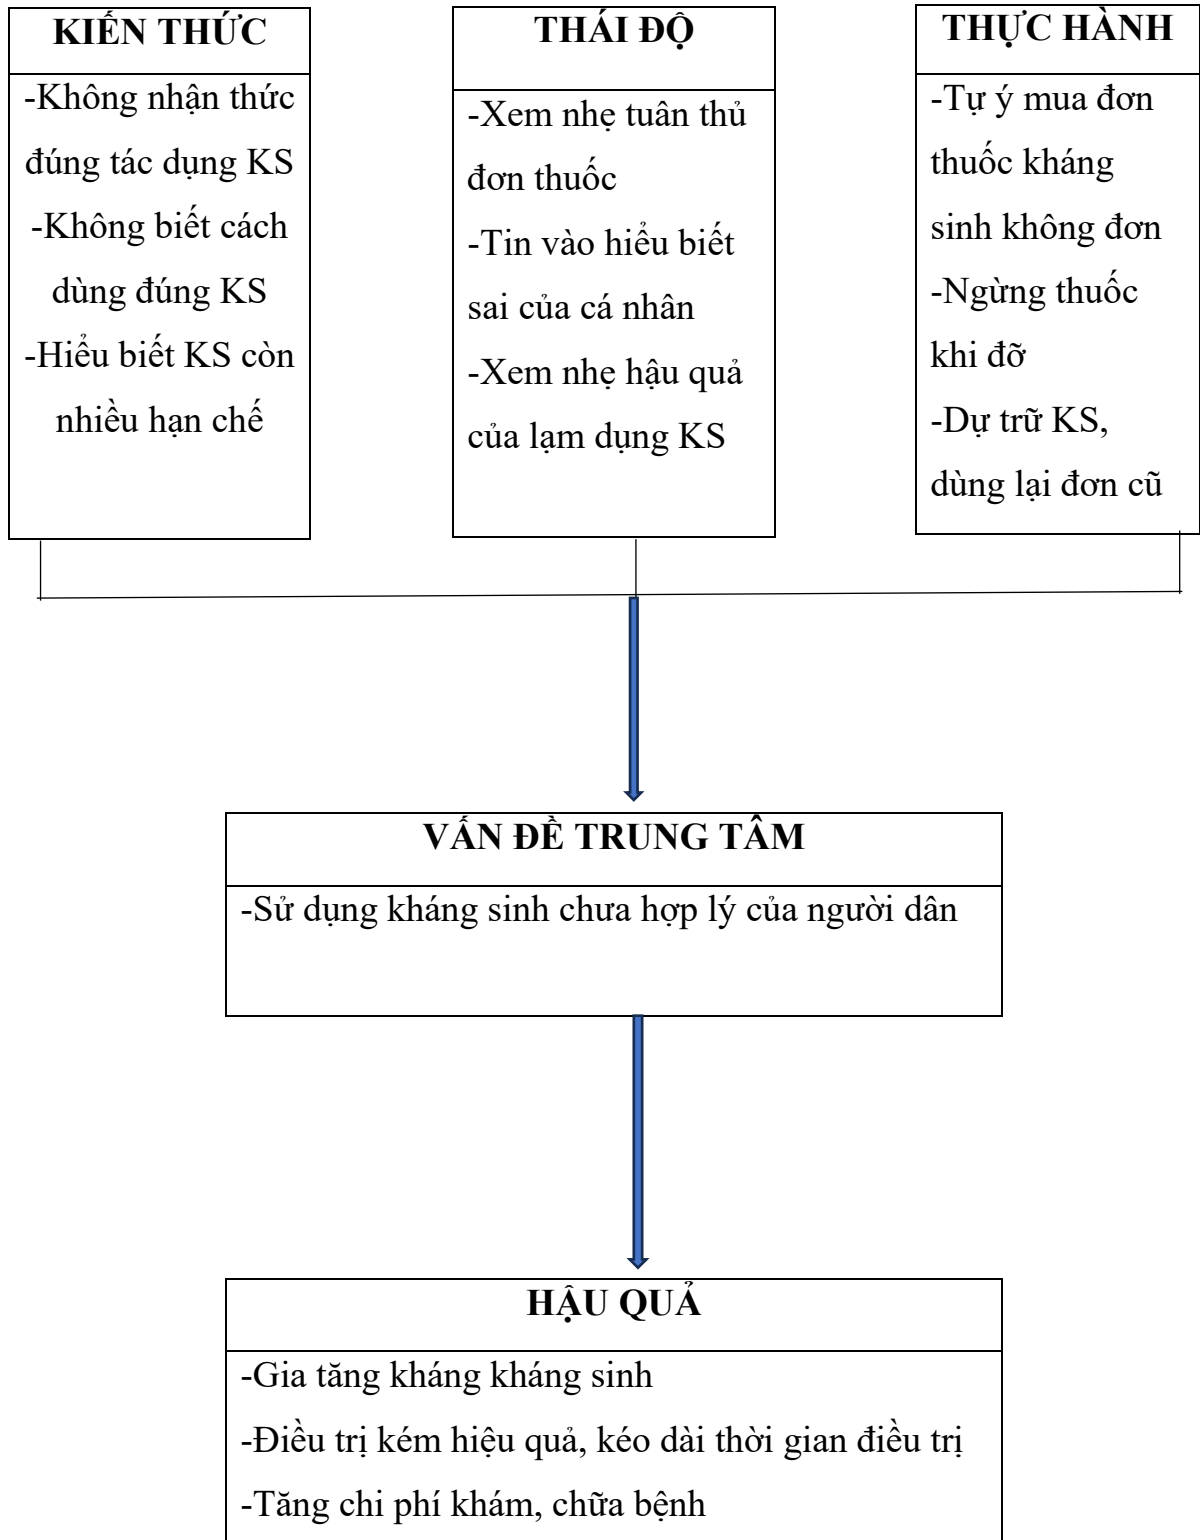 KIẾN THỨC
-Không nhận thức
đúng tác dụng KS
-Không biết cách
dùng đúng KS
-Hiểu biết KS còn
nhiều hạn chế
THÁI ĐỘ
-Xem nhẹ tuân thủ
đơn thuốc
-Tin vào hiểu biết
sai của cá nhân
-Xem nhẹ hậu quả
của lạm dụng KS
THỰC HÀNH
-Tự ý mua đơn
thuốc kháng
sinh không đơn
-Ngừng thuốc
khi đỡ
-Dự trữ KS,
dùng lại đơn cũ
VẤN ĐỀ TRUNG TÂM
-Sử dụng kháng sinh chưa hợp lý của người dân
HẬU QUẢ
-Gia tăng kháng kháng sinh
-Điều trị kém hiệu quả, kéo dài thời gian điều trị
-Tăng chi phí khám, chữa bệnh